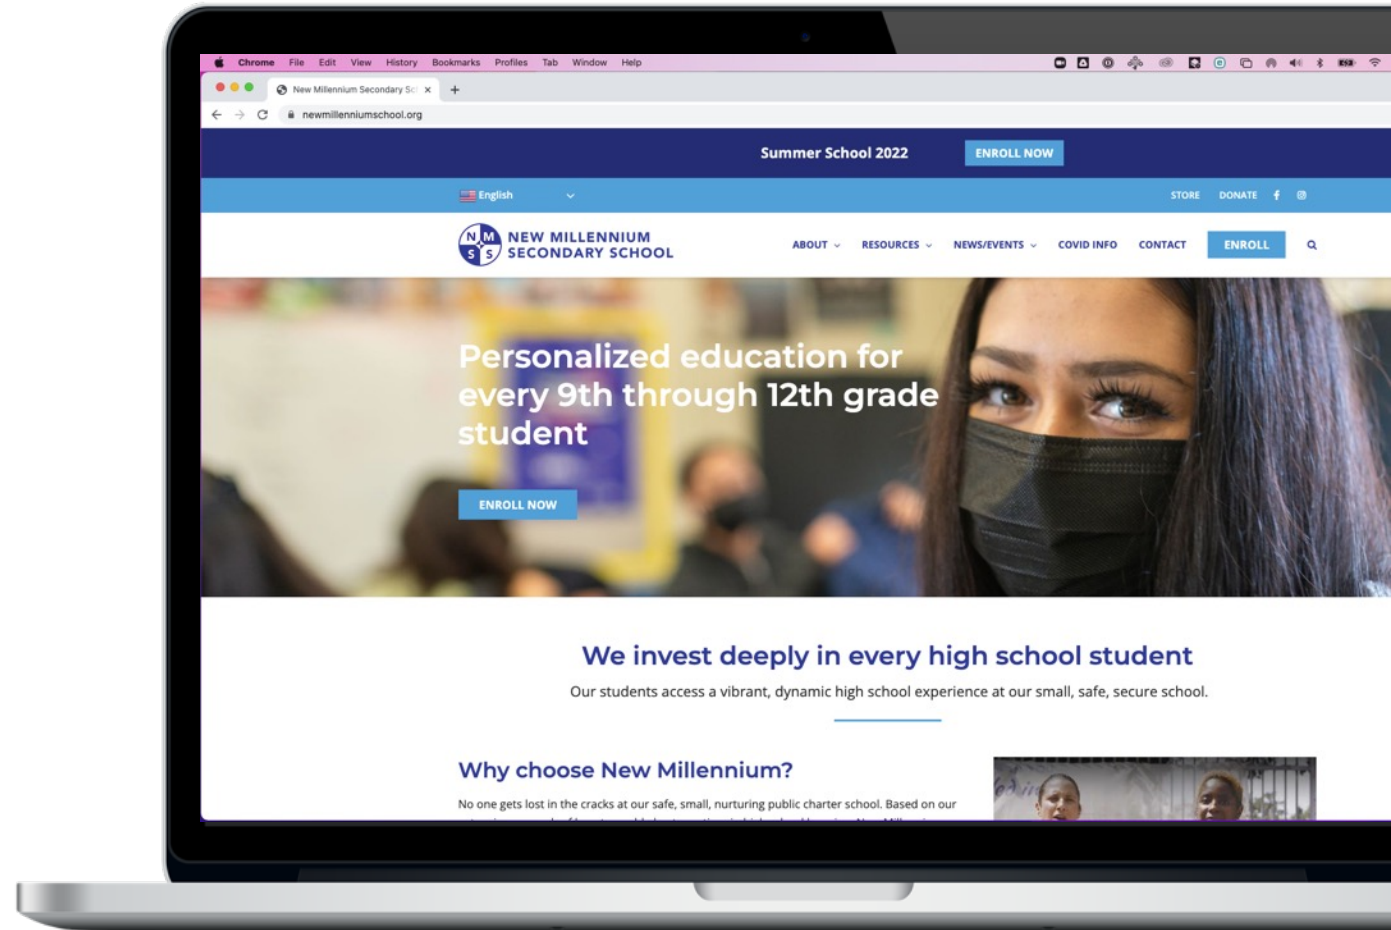 Chrome File Edit View History Bookmarks Profiles Tab Window Help
New Millennium Secondary Sc
newmillenniumschool.org
Summer School 2022 ENROLL NOW
English STORE DONATE
N M S S
NEW MILLENNIUM
SECONDARY SCHOOL
ABOUT RESOURCES NEWS/EVENTS COVID INFO CONTACT ENROLL
Personalized education for
every 9th through 12th grade
student
ENROLL NOW
We invest deeply in every high school student
Our students access a vibrant, dynamic high school experience at our small, safe, secure school.
Why choose New Millennium?
No one gets lost in the cracks at our safe, small, nurturing public charter school. Based on our